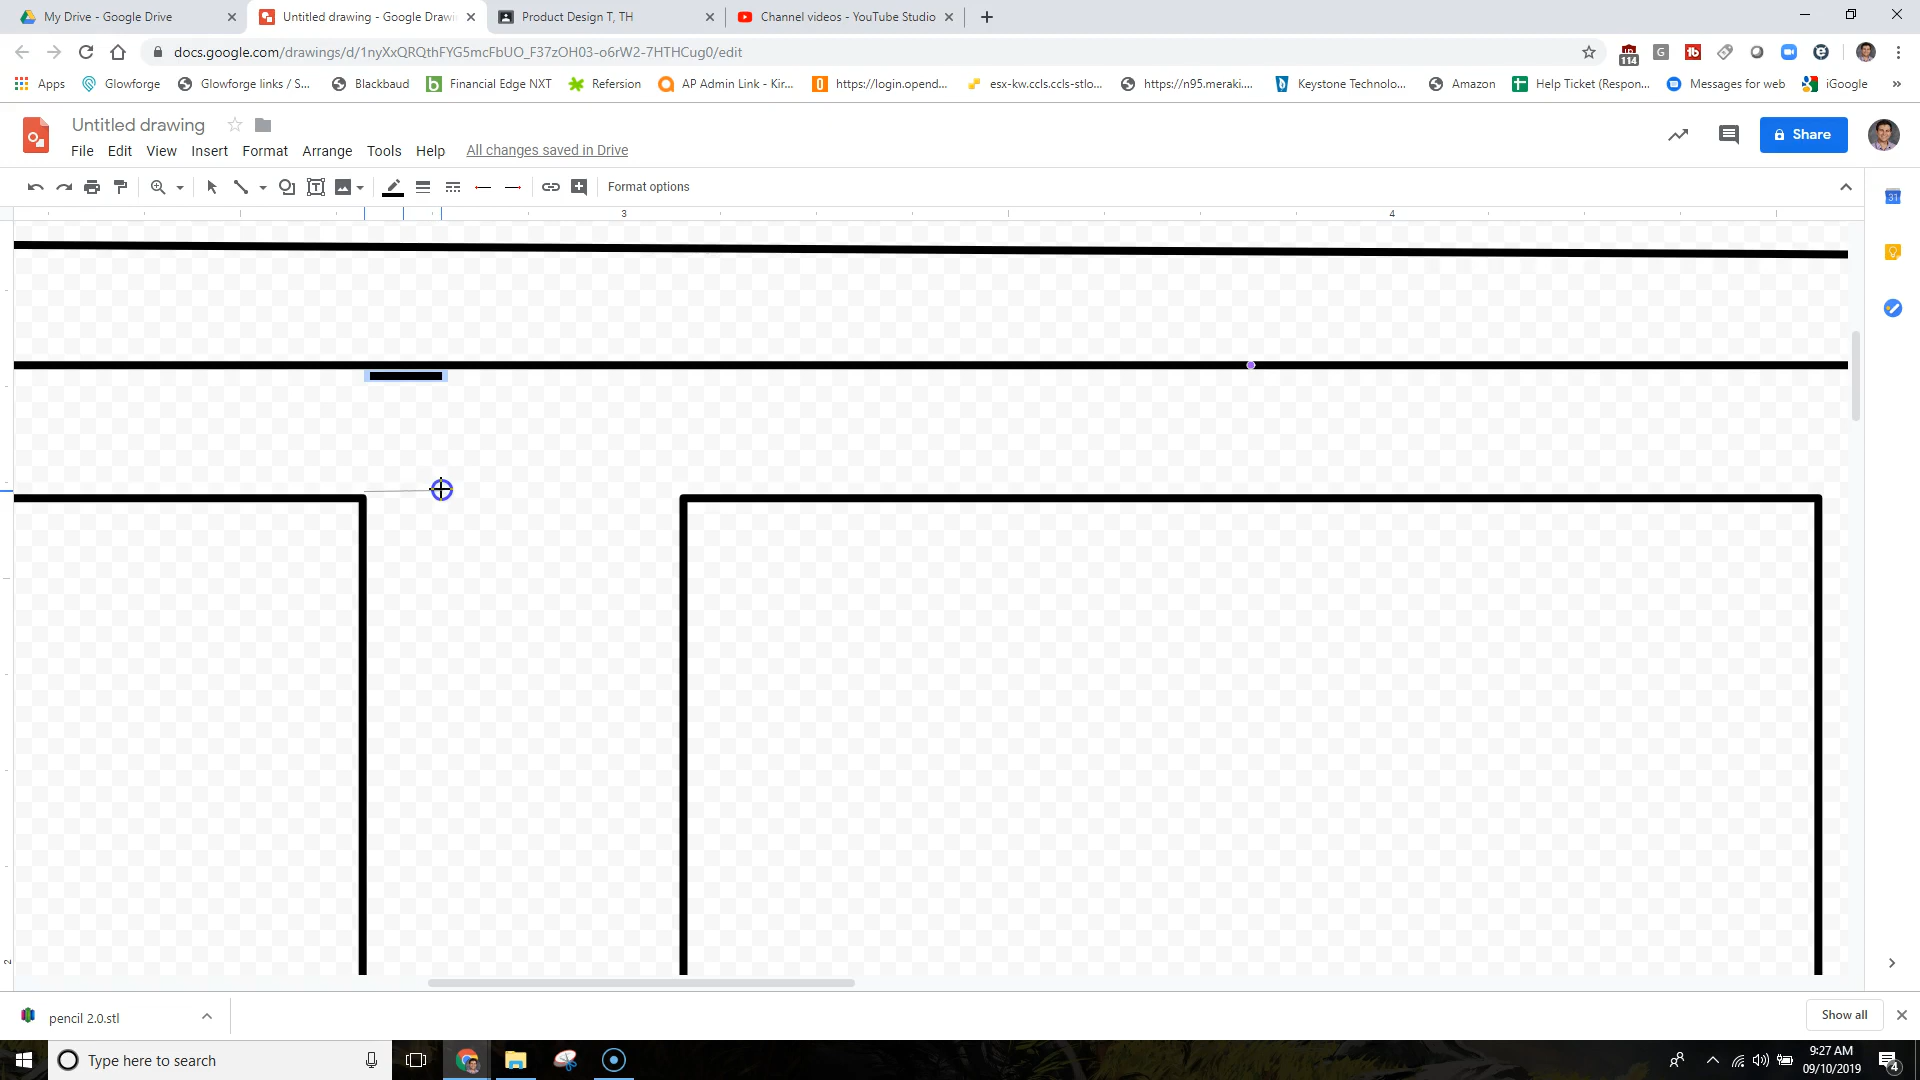 My Drive - Google Drive
Untitled drawing - Google Drawi
Product Design T, TH
Channel videos - YouTube Studio
docs.google.com/drawings/d/1nyXxQRQthFYG5mcFbUO_F37zOH03-o6rW2-7HTHCug0/edit
114
Apps
Glowforge
Glowforge links / S...
Blackbaud
Financial Edge NXT
Refersion
AP Admin Link - Kir...
https://login.opend...
esx-kw.ccls.ccls-stlo...
https://n95.meraki....
Keystone Technolo...
Amazon
Help Ticket (Respon...
Messages for web
iGoogle
Untitled drawing
File Edit View Insert Format Arrange Tools Help All changes saved in Drive
Share
Format options
31
3 4
2
pencil 2.0.stl
Show all
Type here to search
9:27 AM
09/10/2019
4